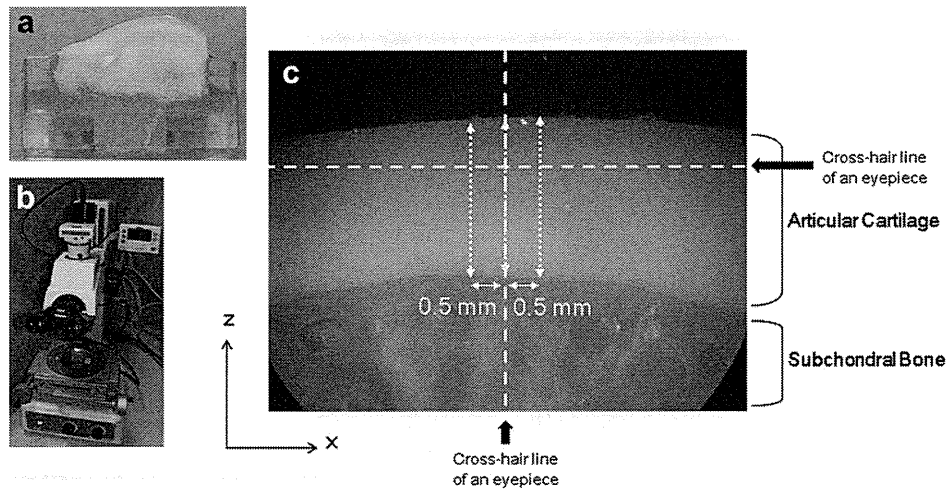 a
b
c
Cross-hair line
of an eyepiece
Articular Cartilage
0.5 mm 0.5 mm
Subchondral Bone
z
x
Cross-hair line
of an eyepiece